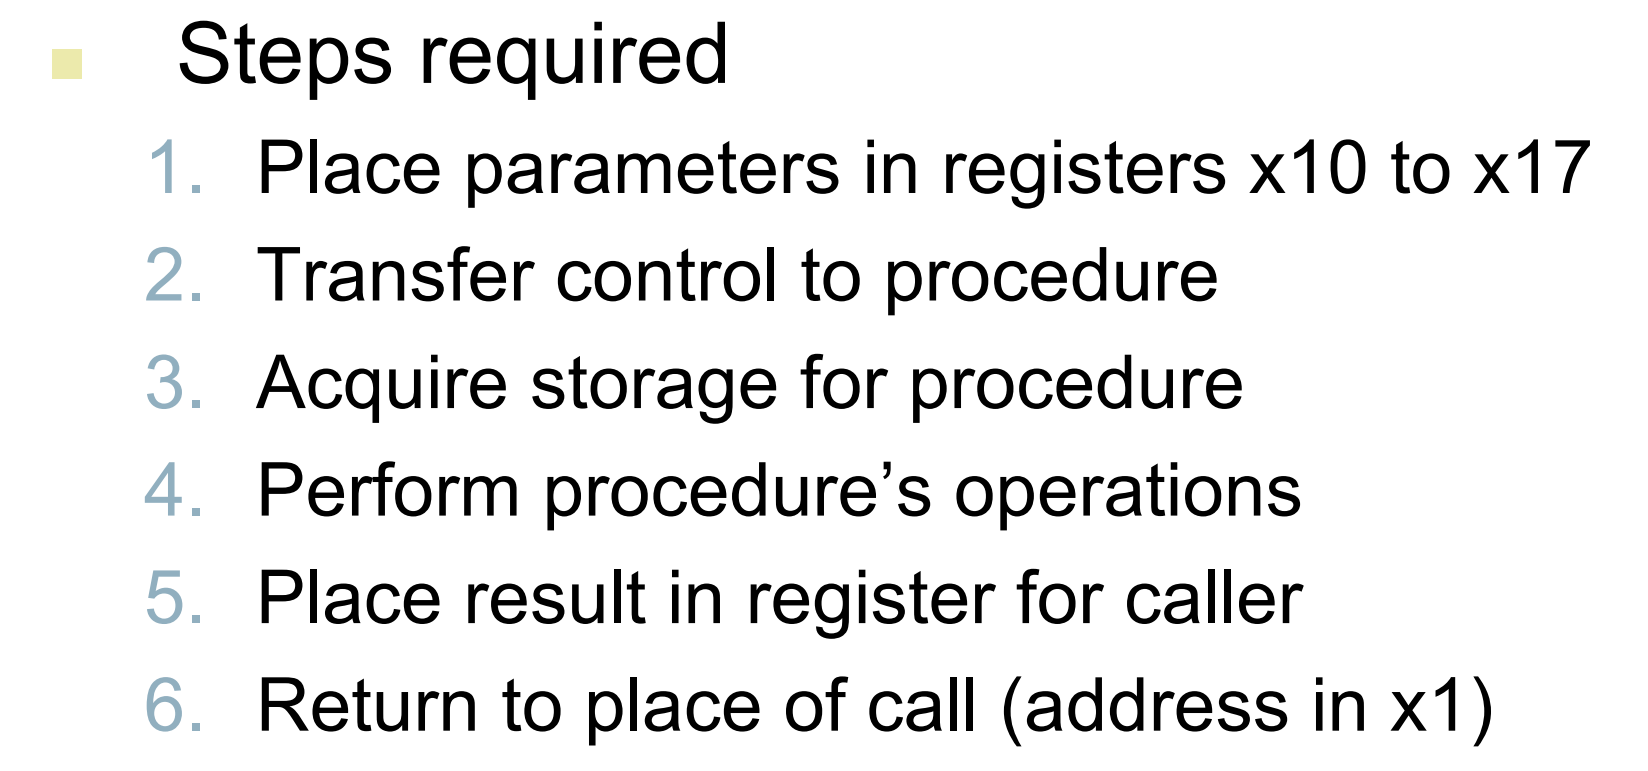 Steps required
1. Place parameters in registers x10 to x17
2. Transfer control to procedure
3. Acquire storage for procedure
4. Perform procedure’s operations
5. Place result in register for caller
6. Return to place of call (address in x1)